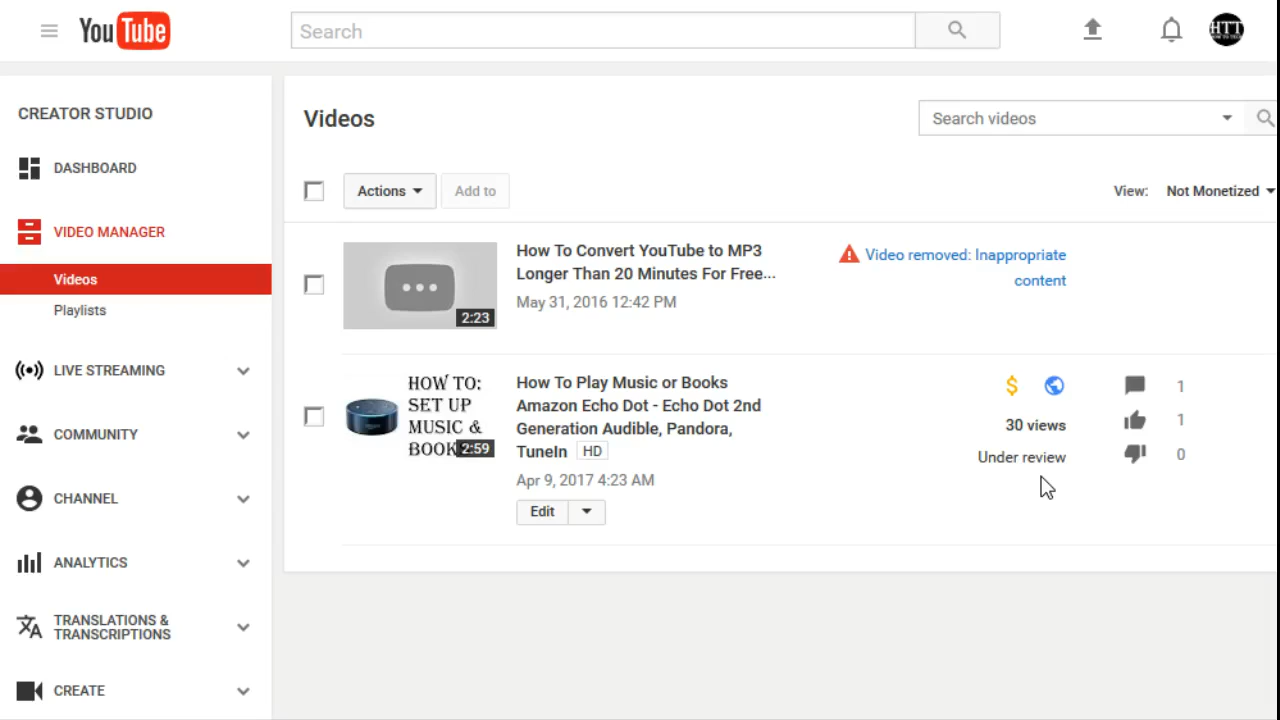 YouTube
Search
HTT
HOW TO TECH
CREATOR STUDIO
DASHBOARD
VIDEO MANAGER
Videos
Playlists
LIVE STREAMING
COMMUNITY
CHANNEL
ANALYTICS
TRANSLATIONS &
TRANSCRIPTIONS
CREATE
Videos
Search videos
Actions
Add to
View: Not Monetized
2:23
How To Convert YouTube to MP3
Longer Than 20 Minutes For Free...
May 31, 2016 12:42 PM
Video removed: Inappropriate
content
HOW TO:
SET UP
MUSIC &
BOOK
2:59
How To Play Music or Books
Amazon Echo Dot - Echo Dot 2nd
Generation Audible, Pandora,
TuneIn HD
Apr 9, 2017 4:23 AM
Edit
$
30 views
Under review
1
1
0